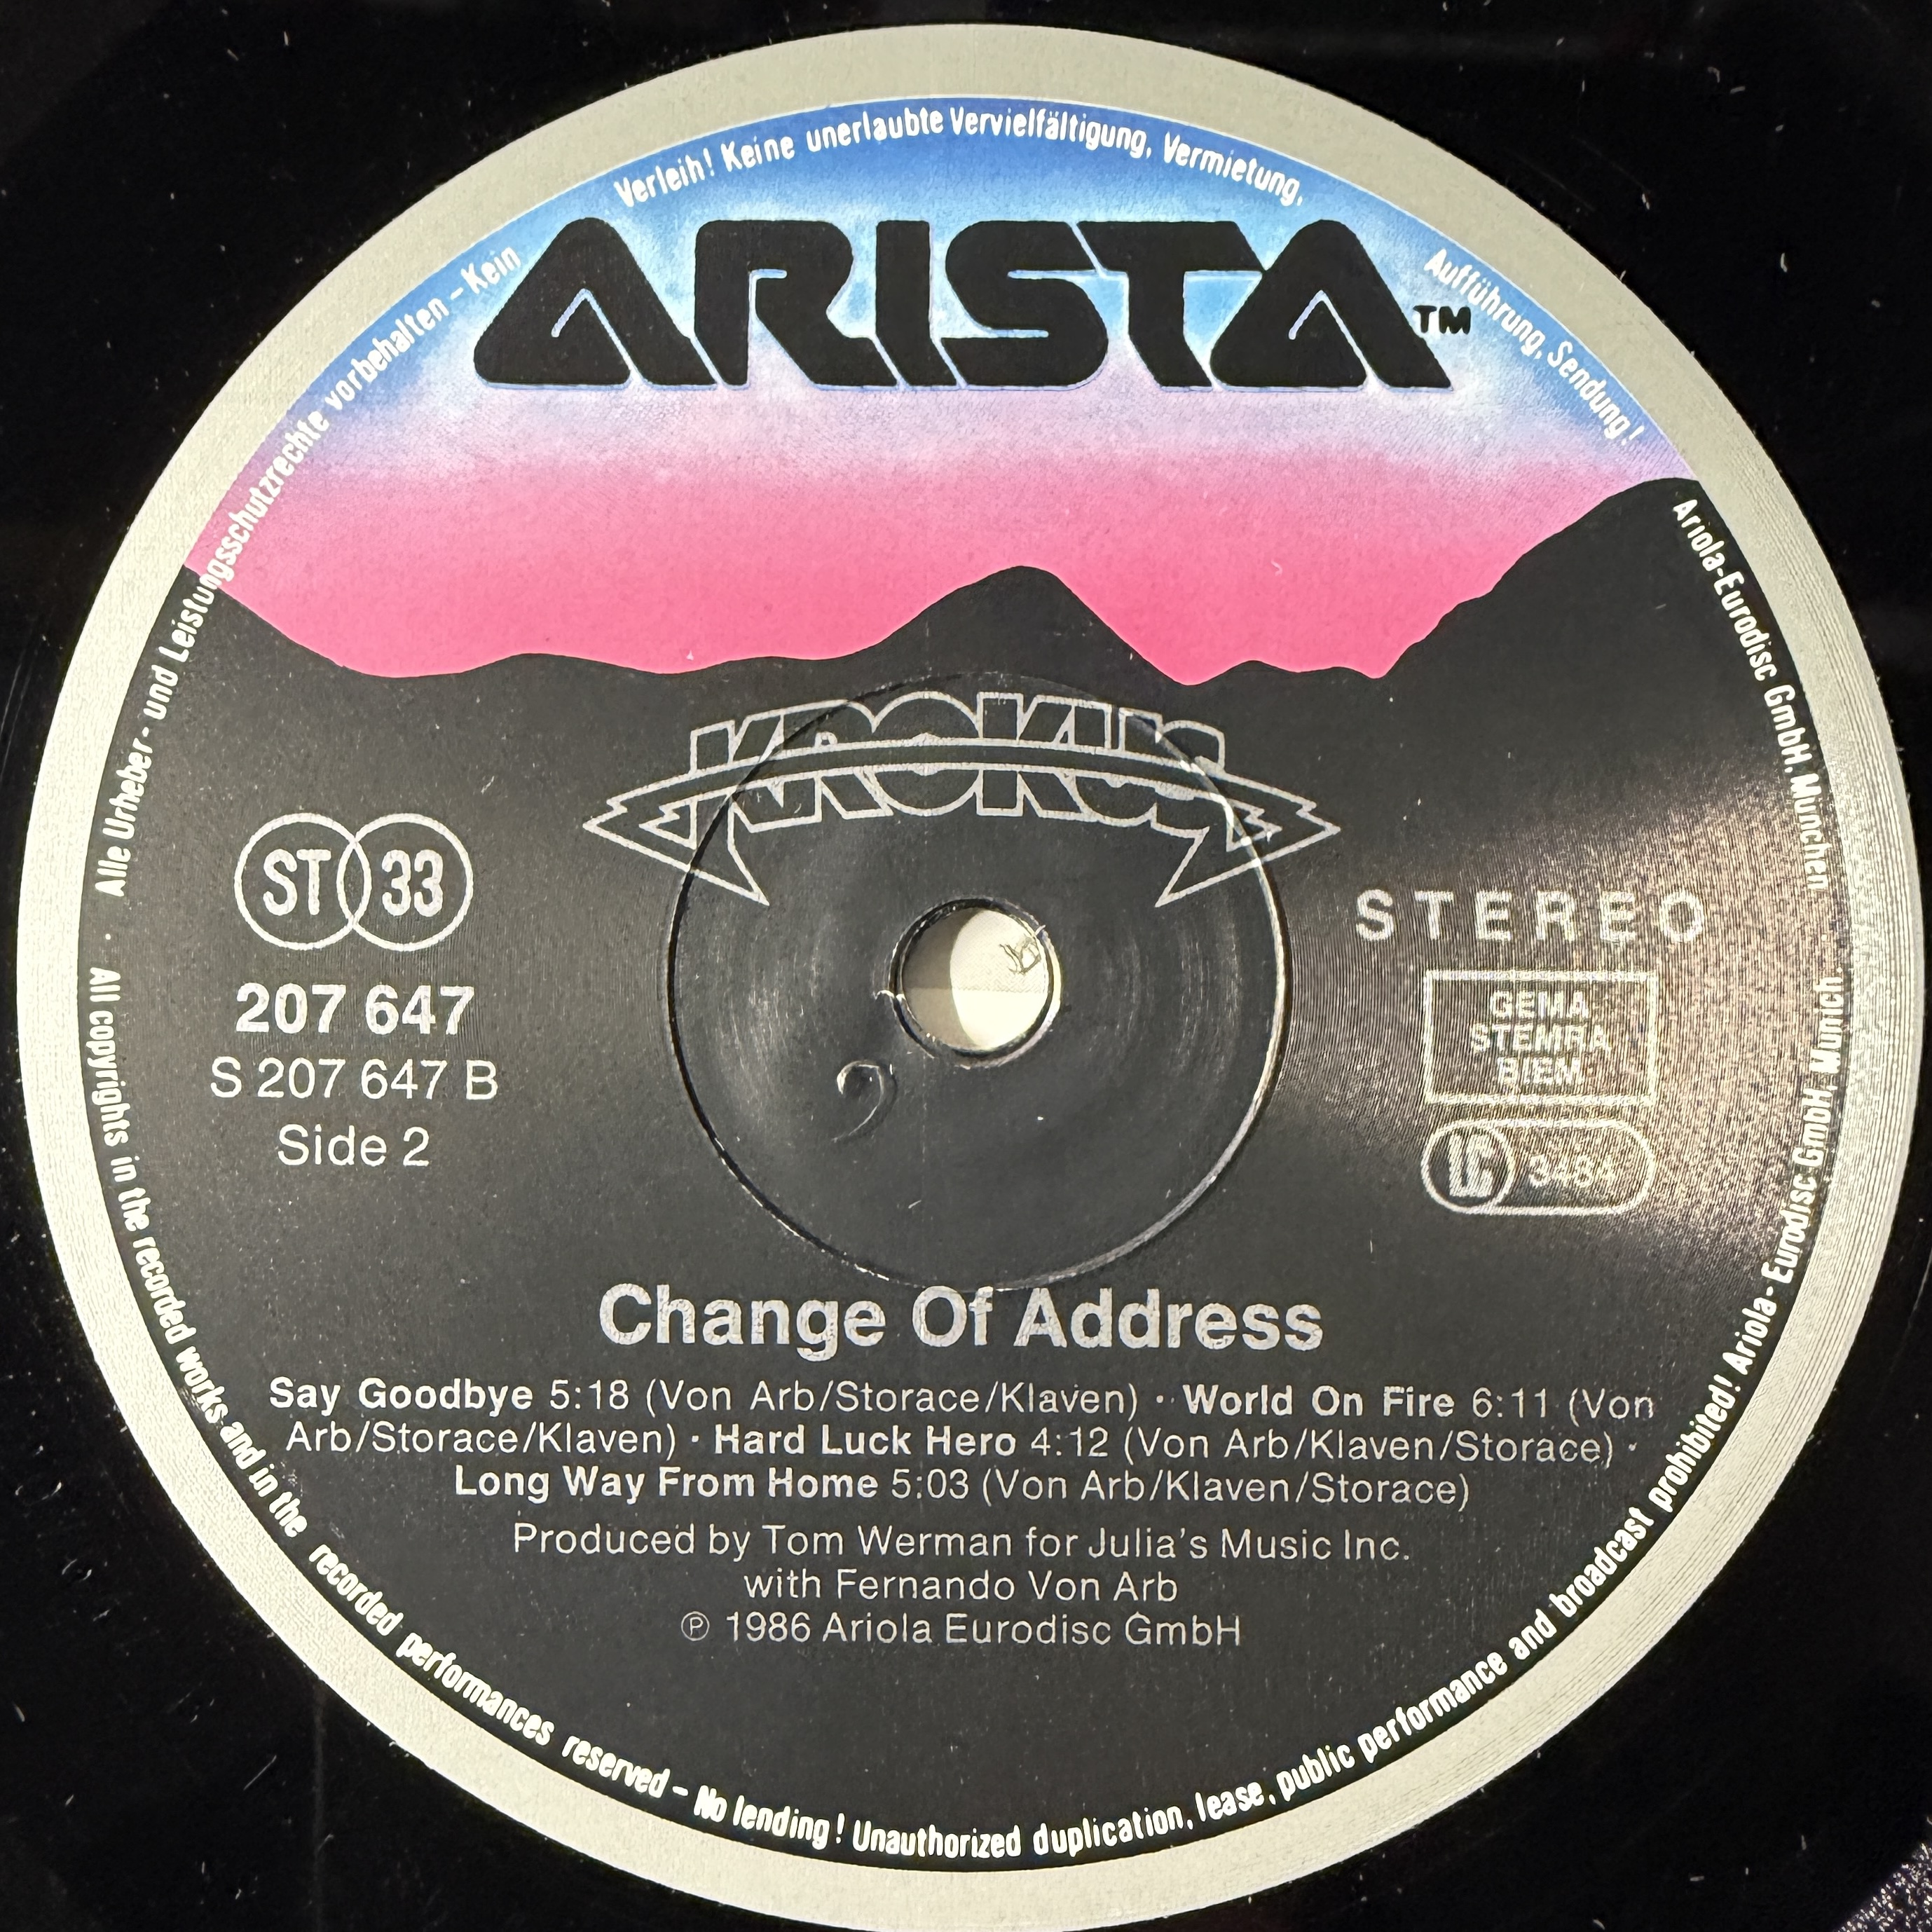 Alle Urheber- und Leistungsschutzrechte vorbehalten – Kein Verleih! Keine unerlaubte Vervielfältigung, Vermietung, Aufführung, Sendung!
Ariola-Eurodisc GmbH, München
ARISTA™
KROKUS
ST 33
207 647
S 207 647 B
Side 2
STEREO
GEMA
STEMRA
BIEM
LC 3484
Change Of Address
Say Goodbye 5:18 (Von Arb/Storace/Klaven) · World On Fire 6:11 (Von
Arb/Storace/Klaven) · Hard Luck Hero 4:12 (Von Arb/Klaven/Storace) ·
Long Way From Home 5:03 (Von Arb/Klaven/Storace)
Produced by Tom Werman for Julia's Music Inc.
with Fernando Von Arb
℗ 1986 Ariola Eurodisc GmbH
· All copyrights in the recorded works and in the recorded performances reserved – No lending! Unauthorized duplication, lease, public performance and broadcast prohibited! Ariola-Eurodisc GmbH, Munich.